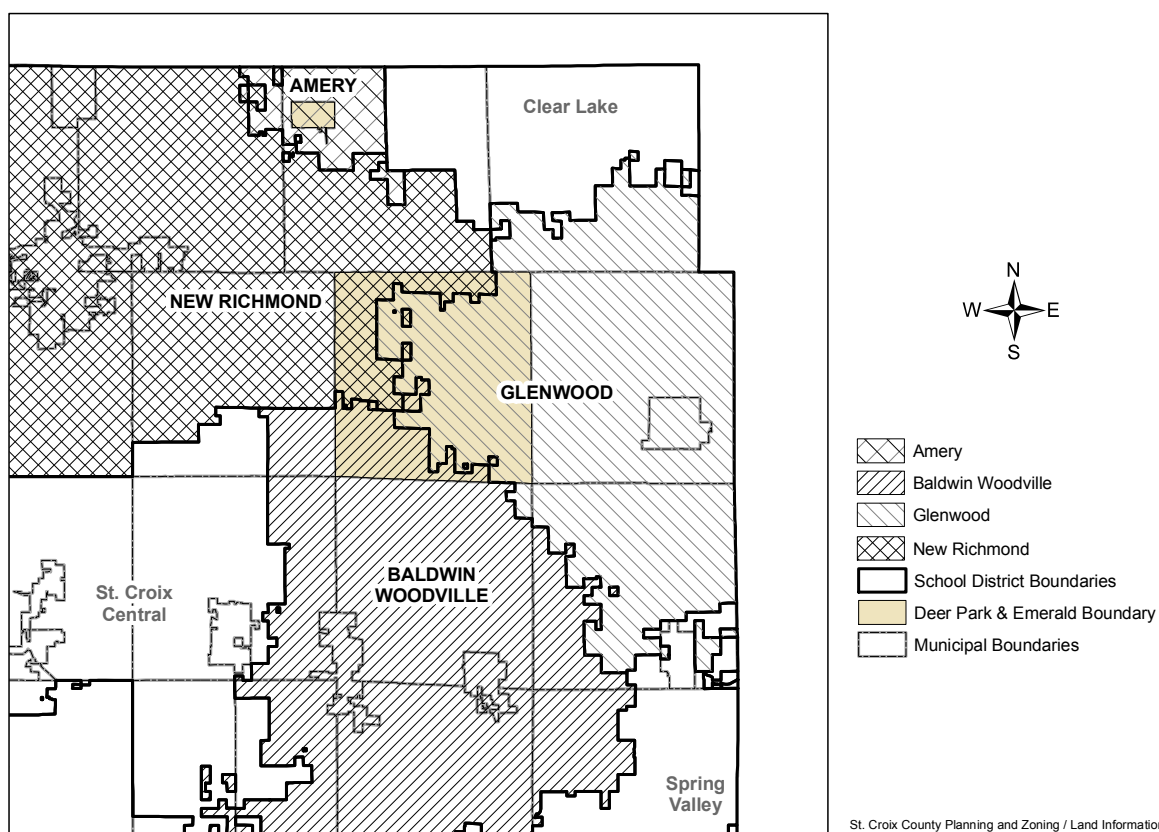 AMERY
Clear Lake
NEW RICHMOND
GLENWOOD
BALDWIN
WOODVILLE
St. Croix
Central
Spring
Valley
N
W
E
S
Amery
Baldwin Woodville
Glenwood
New Richmond
School District Boundaries
Deer Park & Emerald Boundary
Municipal Boundaries
St. Croix County Planning and Zoning / Land Information